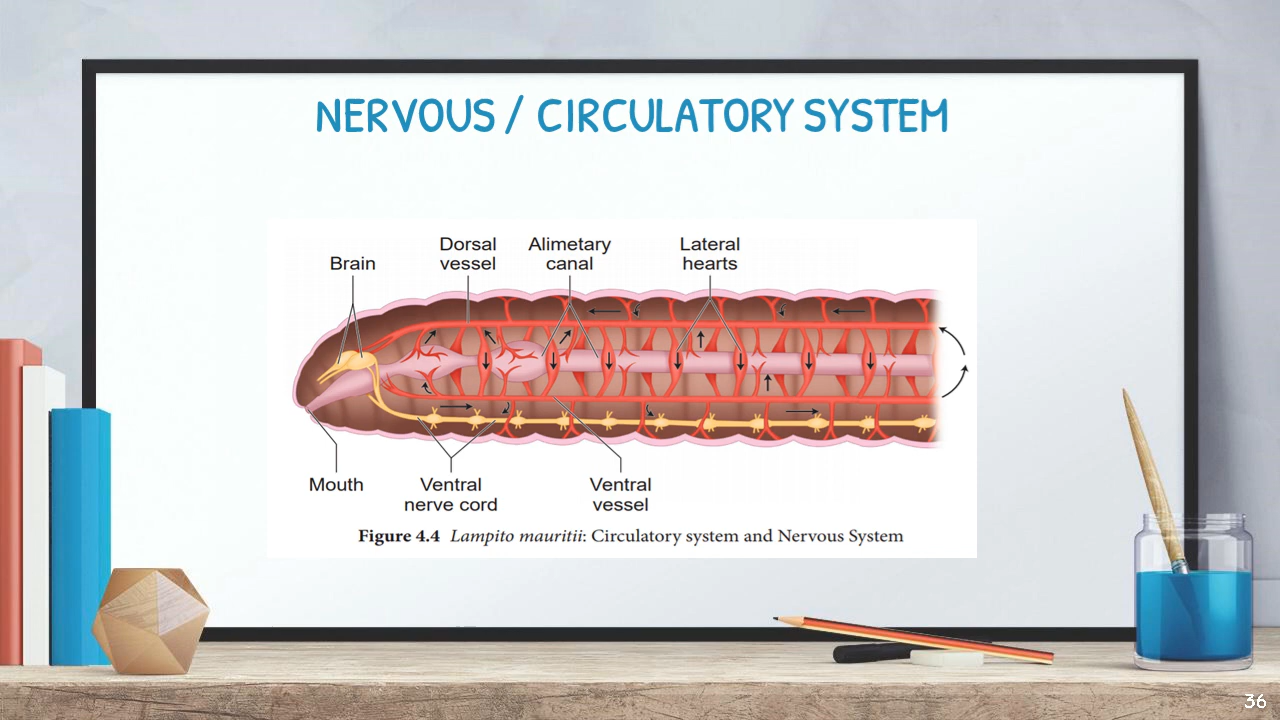 NERVOUS / CIRCULATORY SYSTEM
Brain
Dorsal
vessel
Alimetary
canal
Lateral
hearts
Mouth
Ventral
nerve cord
Ventral
vessel
Figure 4.4 Lampito mauritii: Circulatory system and Nervous System
36